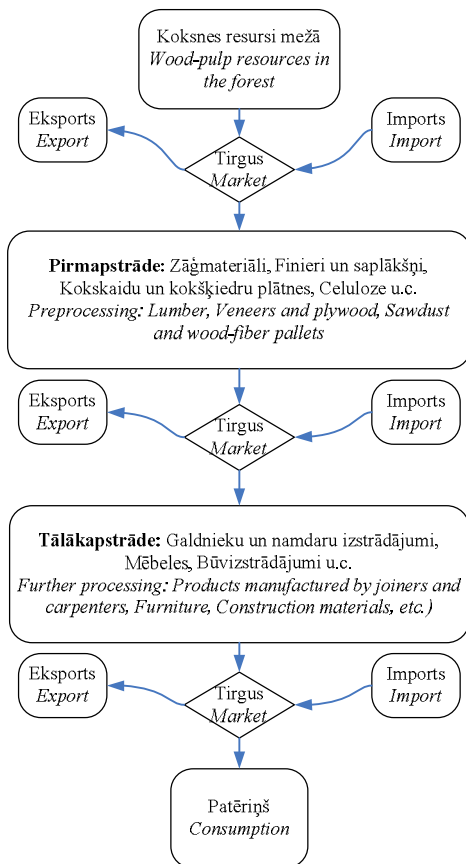 Koksnes resursi mežā
Wood-pulp resources in
the forest
Eksports
Export
Tirgus
Market
Imports
Import
Pirmapstrāde: Zāģmateriāli, Finieri un saplākšņi,
Kokskaidu un kokšķiedru plātnes, Celuloze u.c.
Preprocessing: Lumber, Veneers and plywood, Sawdust
and wood-fiber pallets
Eksports
Export
Tirgus
Market
Imports
Import
Tālākapstrāde: Galdnieku un namdaru izstrādājumi,
Mēbeles, Būvizstrādājumi u.c.
Further processing: Products manufactured by joiners and
carpenters, Furniture, Construction materials, etc.)
Eksports
Export
Tirgus
Market
Imports
Import
Patēriņš
Consumption